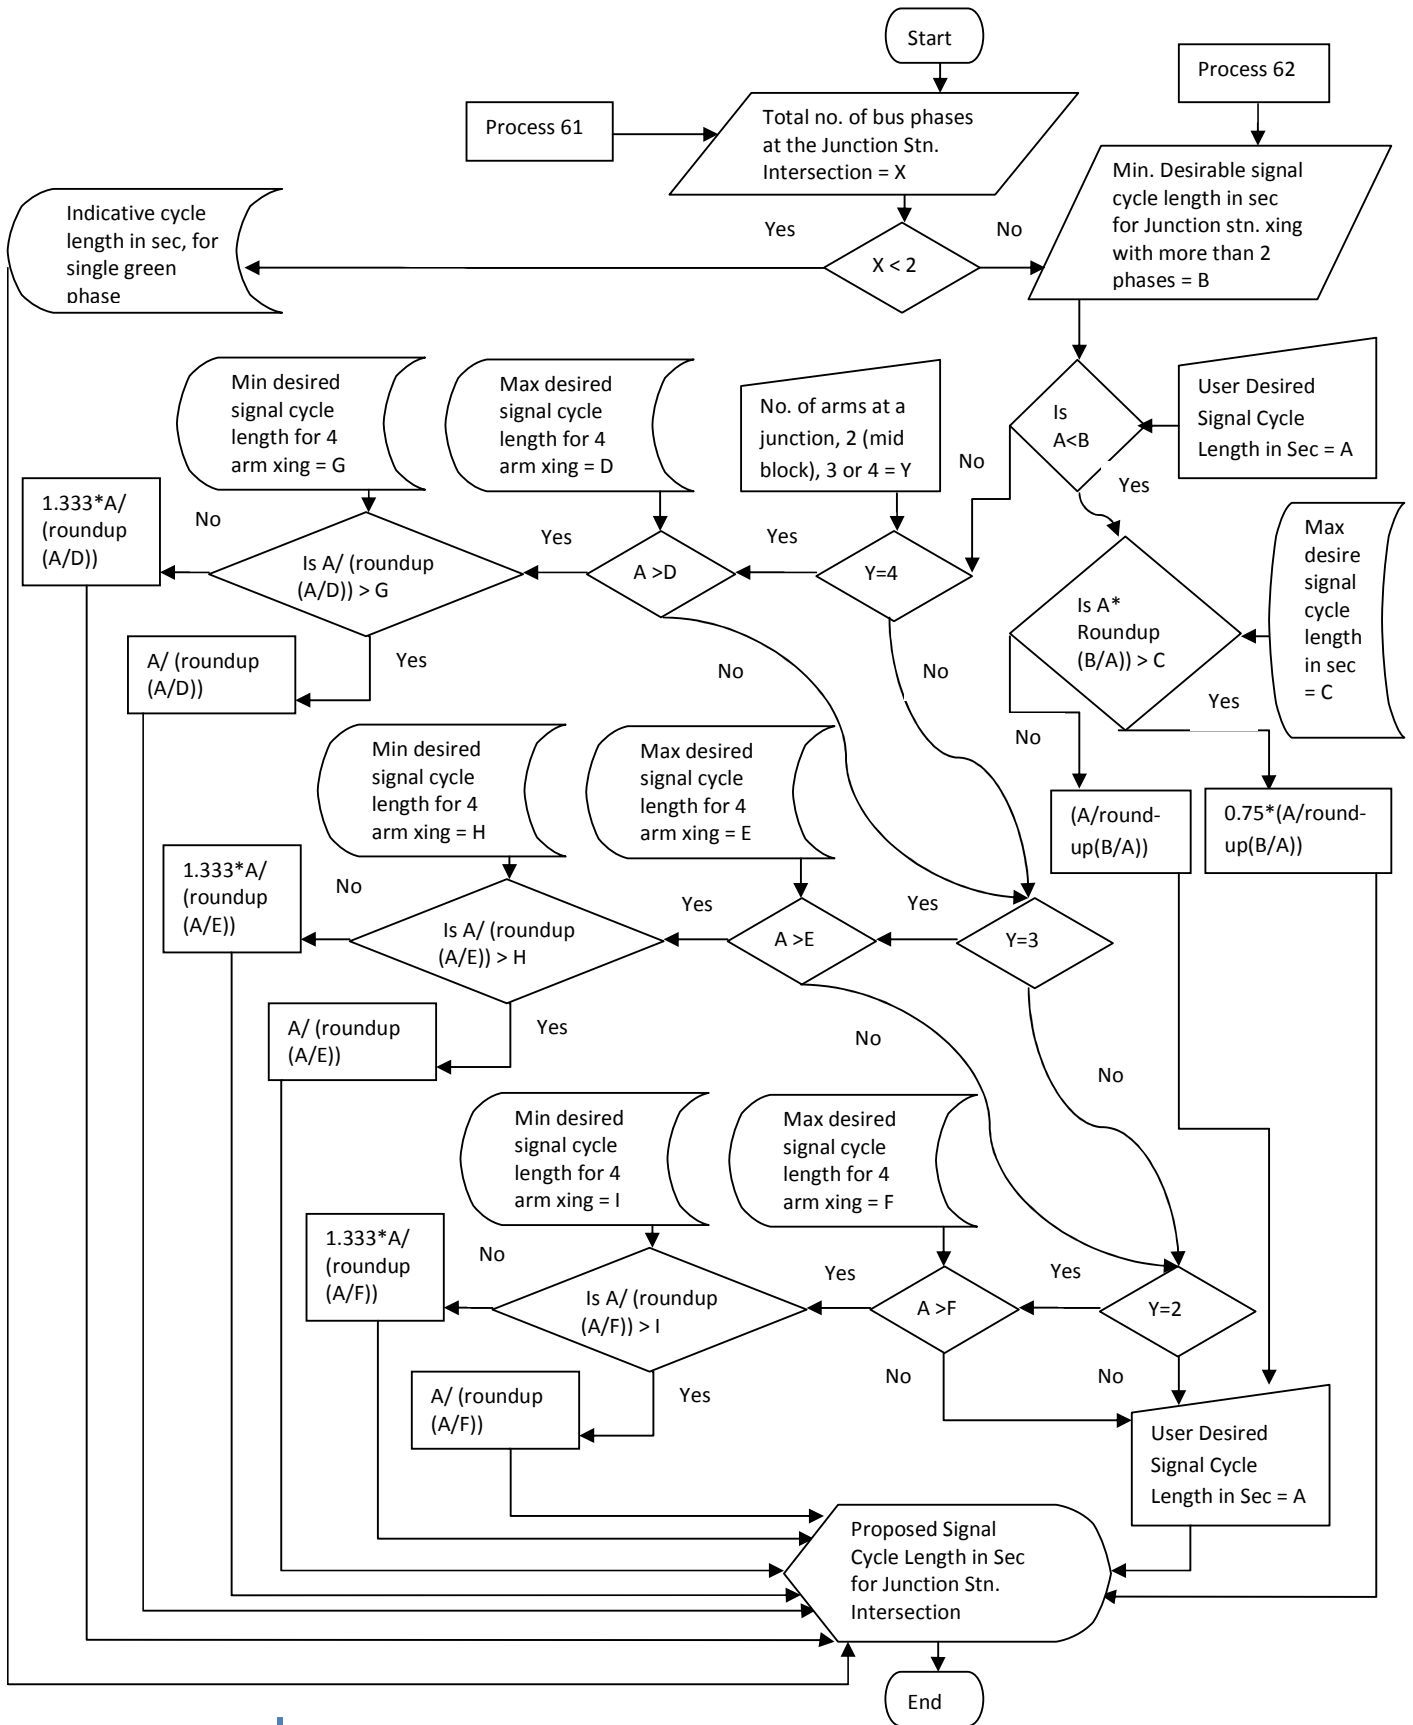 Start
Process 62
Process 61
Total no. of bus phases
at the Junction Stn.
Intersection = X
Min. Desirable signal
cycle length in sec
for Junction stn. xing
with more than 2
phases = B
Indicative cycle
length in sec, for
single green
phase
Yes
X < 2
No
Min desired
signal cycle
length for 4
arm xing = G
Max desired
signal cycle
length for 4
arm xing = D
No. of arms at a
junction, 2 (mid
block), 3 or 4 = Y
Is
A<B
User Desired
Signal Cycle
Length in Sec = A
No
Yes
1.333*A/
(roundup
(A/D))
No
Is A/ (roundup
(A/D)) > G
Yes
A >D
Yes
Y=4
Max
desire
signal
cycle
length
in sec
= C
Is A*
Roundup
(B/A)) > C
A/ (roundup
(A/D))
Yes
No
No
Yes
No
Min desired
signal cycle
length for 4
arm xing = H
Max desired
signal cycle
length for 4
arm xing = E
(A/round-
up(B/A))
0.75*(A/round-
up(B/A))
1.333*A/
(roundup
(A/E))
No
Is A/ (roundup
(A/E)) > H
Yes
A >E
Yes
Y=3
A/ (roundup
(A/E))
Yes
No
No
Min desired
signal cycle
length for 4
arm xing = I
Max desired
signal cycle
length for 4
arm xing = F
1.333*A/
(roundup
(A/F))
No
Is A/ (roundup
(A/F)) > I
Yes
A >F
Yes
Y=2
A/ (roundup
(A/F))
Yes
No
No
User Desired
Signal Cycle
Length in Sec = A
Proposed Signal
Cycle Length in Sec
for Junction Stn.
Intersection
End